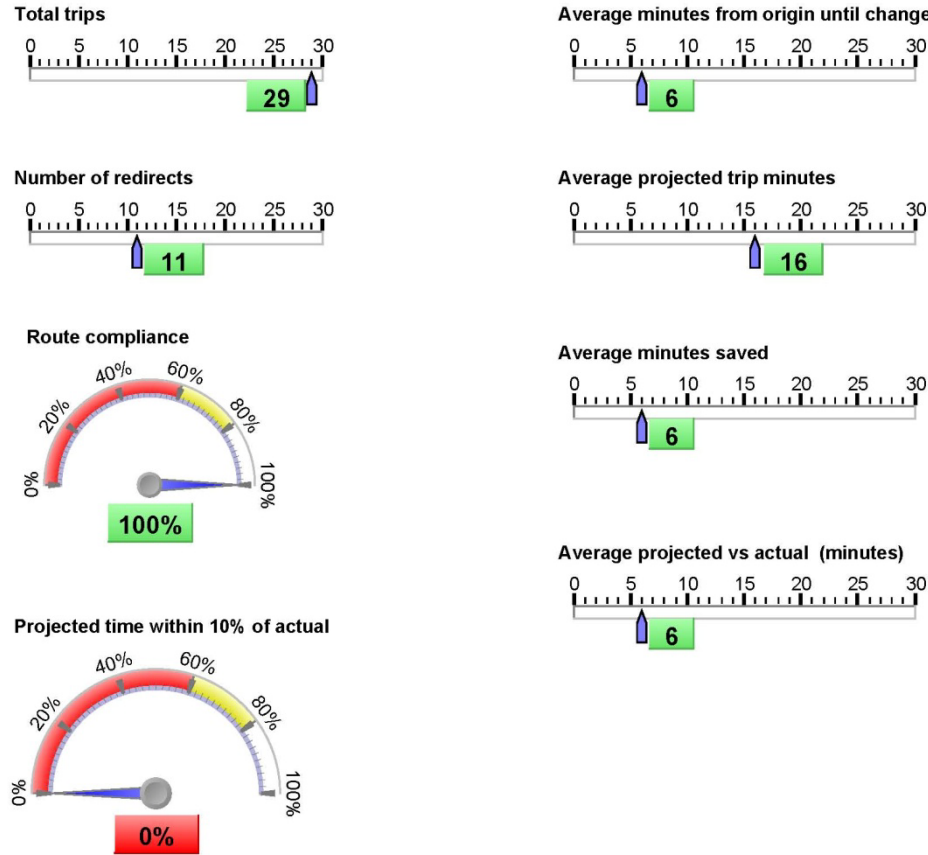 Total trips
0 5 10 15 20 25 30
29
Average minutes from origin until change
0 5 10 15 20 25 30
6
Number of redirects
0 5 10 15 20 25 30
11
Average projected trip minutes
0 5 10 15 20 25 30
16
Route compliance
0% 20% 40% 60% 80% 100%
100%
Average minutes saved
0 5 10 15 20 25 30
6
Average projected vs actual (minutes)
0 5 10 15 20 25 30
6
Projected time within 10% of actual
0% 20% 40% 60% 80% 100%
0%